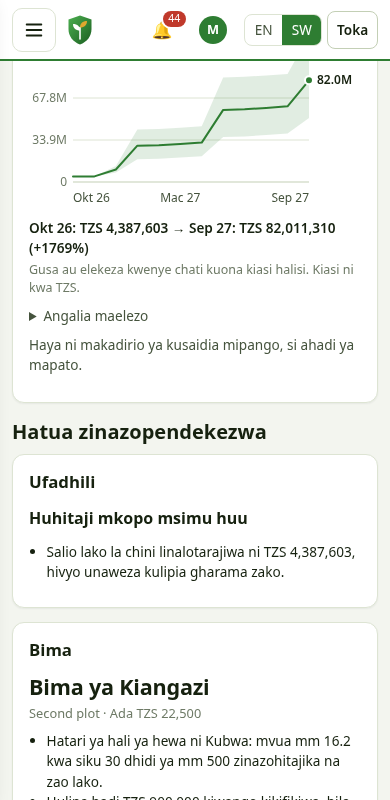 44
M
EN
SW
Toka
82.0M
67.8M
33.9M
0
Okt 26
Mac 27
Sep 27
Okt 26: TZS 4,387,603 → Sep 27: TZS 82,011,310
(+1769%)
Gusa au elekeza kwenye chati kuona kiasi halisi. Kiasi ni
kwa TZS.
▶ Angalia maelezo
Haya ni makadirio ya kusaidia mipango, si ahadi ya
mapato.
Hatua zinazopendekezwa
Ufadhili
Huhitaji mkopo msimu huu
• Salio lako la chini linalotarajiwa ni TZS 4,387,603,
hivyo unaweza kulipia gharama zako.
Bima
Bima ya Kiangazi
Second plot · Ada TZS 22,500
• Hatari ya hali ya hewa ni Kubwa: mvua mm 16.2
kwa siku 30 dhidi ya mm 500 zinazohitajika na
zao lako.